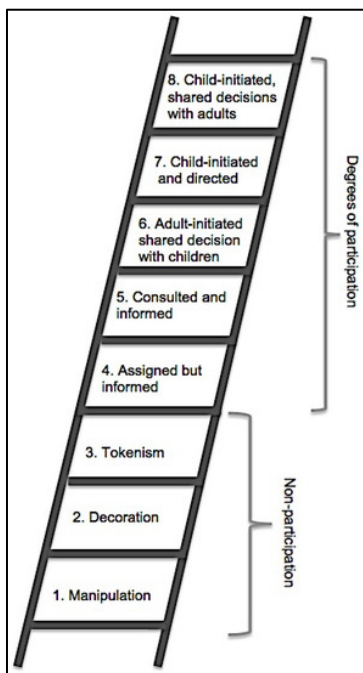 8. Child-initiated,
shared decisions
with adults
7. Child-initiated
and directed
6. Adult-initiated
shared decision
with children
5. Consulted and
informed
4. Assigned but
informed
Degrees of participation
3. Tokenism
2. Decoration
1. Manipulation
Non-participation